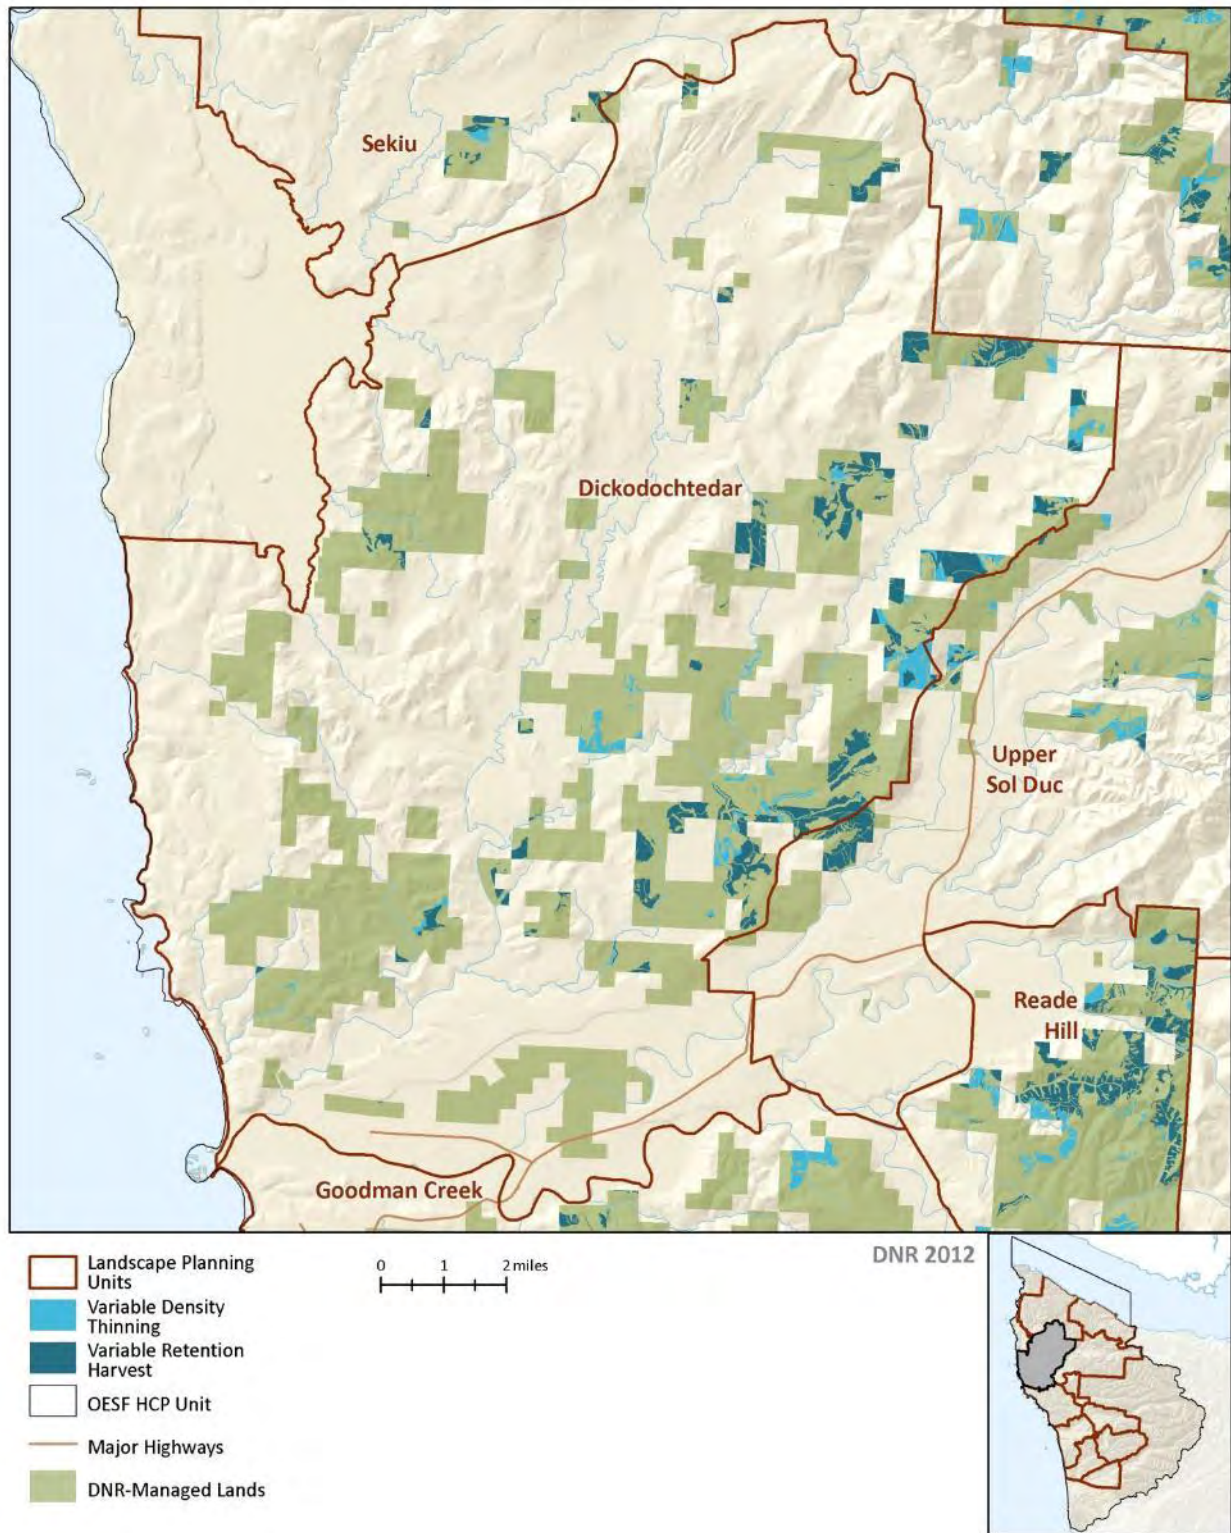 Sekiu
Dickodochtedar
Upper
Sol Duc
Reade
Hill
Goodman Creek
DNR 2012
Landscape Planning
Units
Variable Density
Thinning
Variable Retention
Harvest
OESF HCP Unit
Major Highways
DNR-Managed Lands
0 1 2 miles